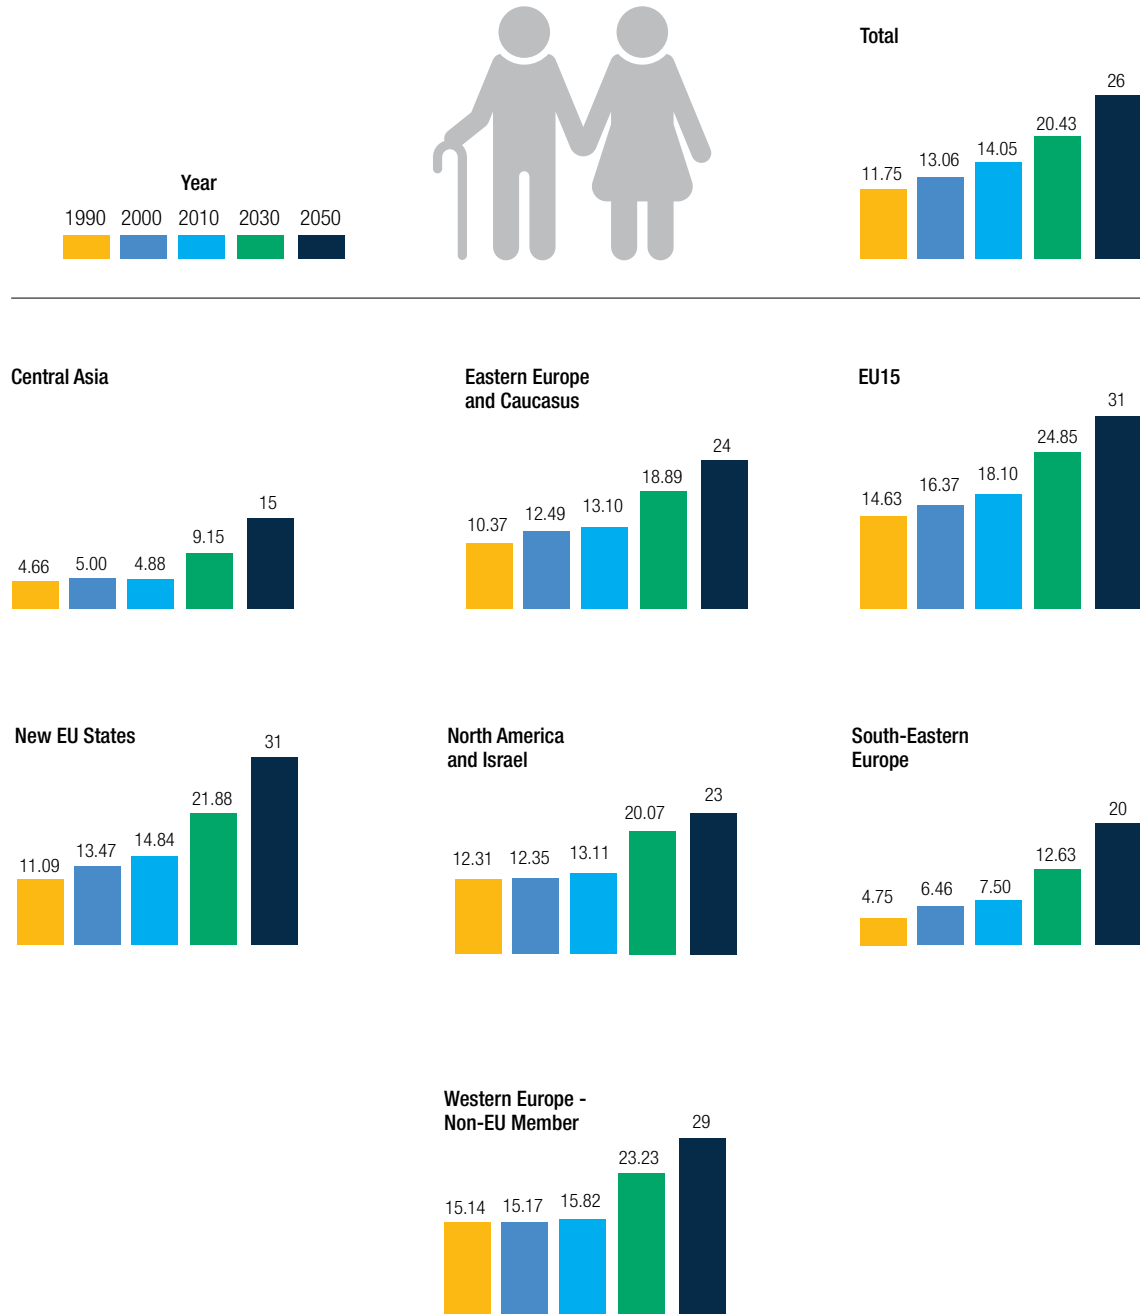 Total
Year
1990 2000 2010 2030 2050
11.75 13.06 14.05 20.43 26
Central Asia
4.66 5.00 4.88 9.15 15
Eastern Europe
and Caucasus
10.37 12.49 13.10 18.89 24
EU15
14.63 16.37 18.10 24.85 31
New EU States
11.09 13.47 14.84 21.88 31
North America
and Israel
12.31 12.35 13.11 20.07 23
South-Eastern
Europe
4.75 6.46 7.50 12.63 20
Western Europe -
Non-EU Member
15.14 15.17 15.82 23.23 29